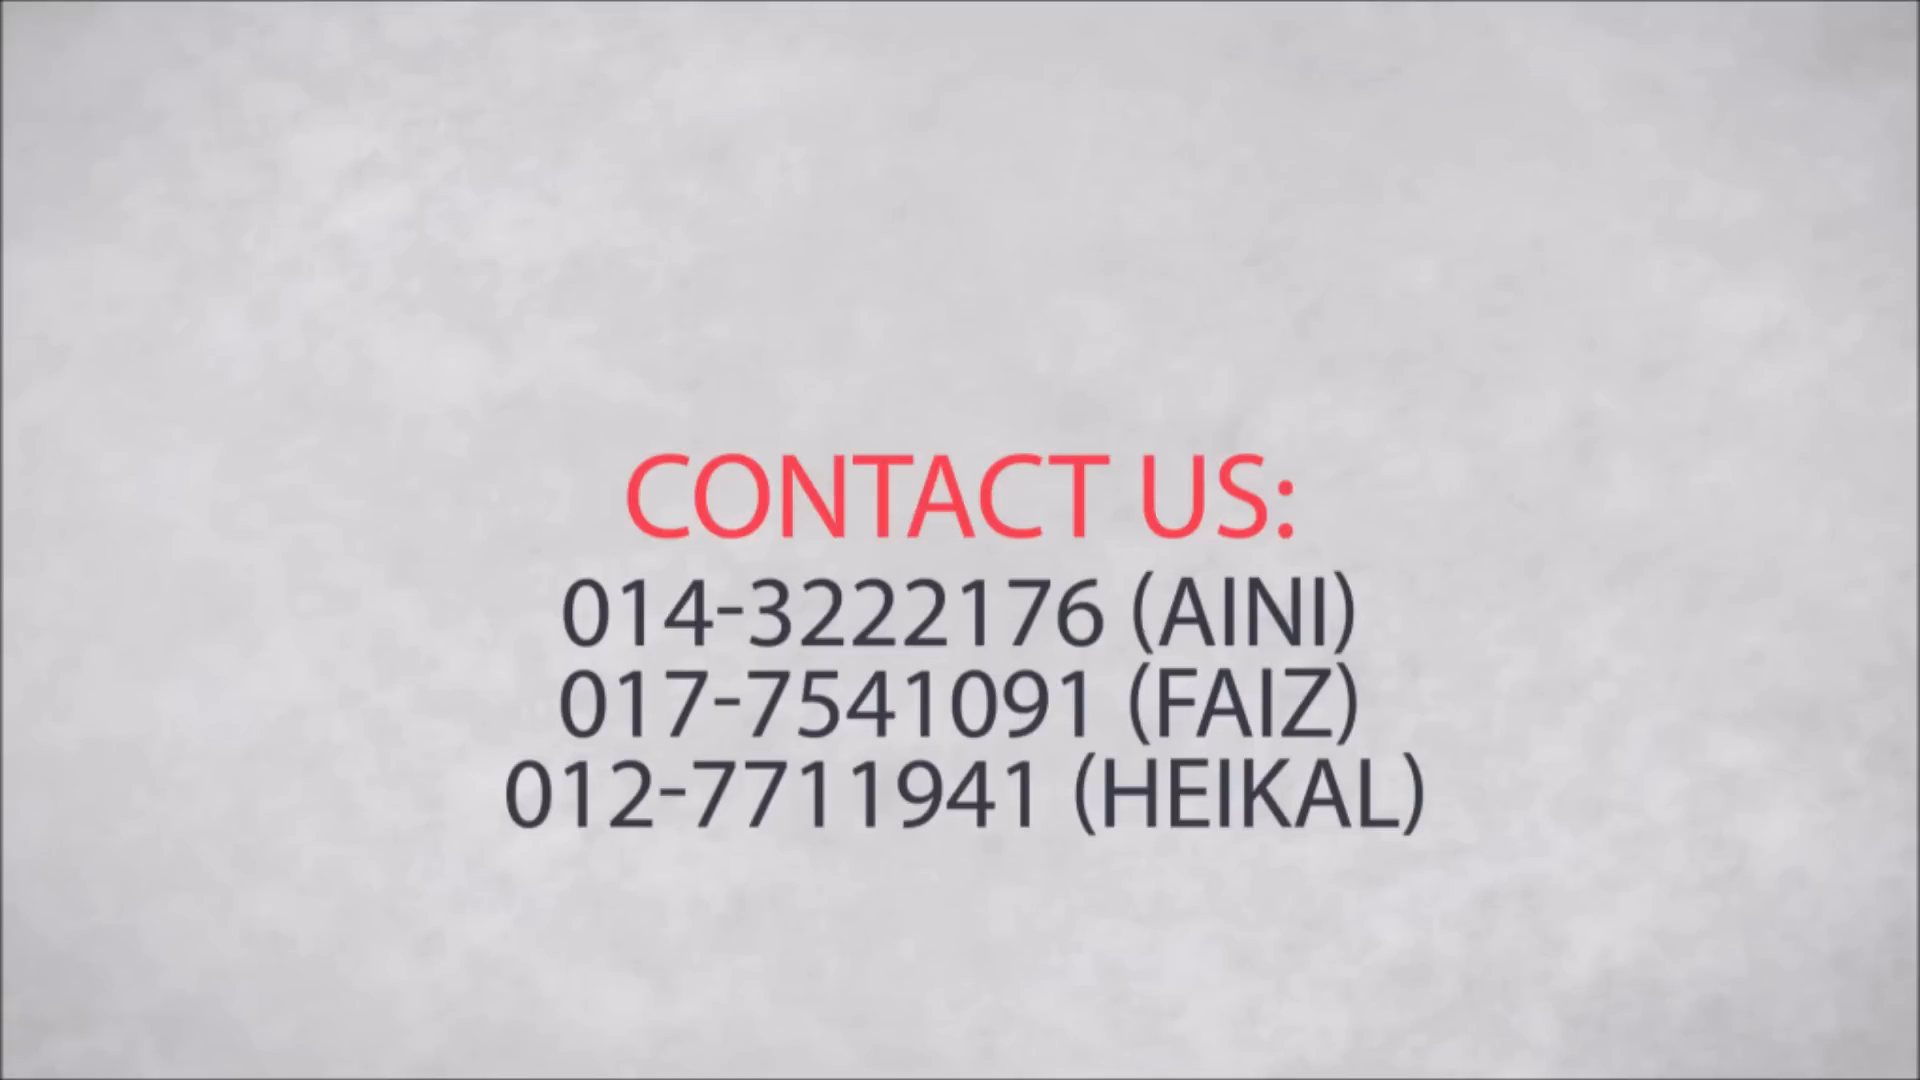 CONTACT US:
014-3222176 (AINI)
017-7541091 (FAIZ)
012-7711941 (HEIKAL)